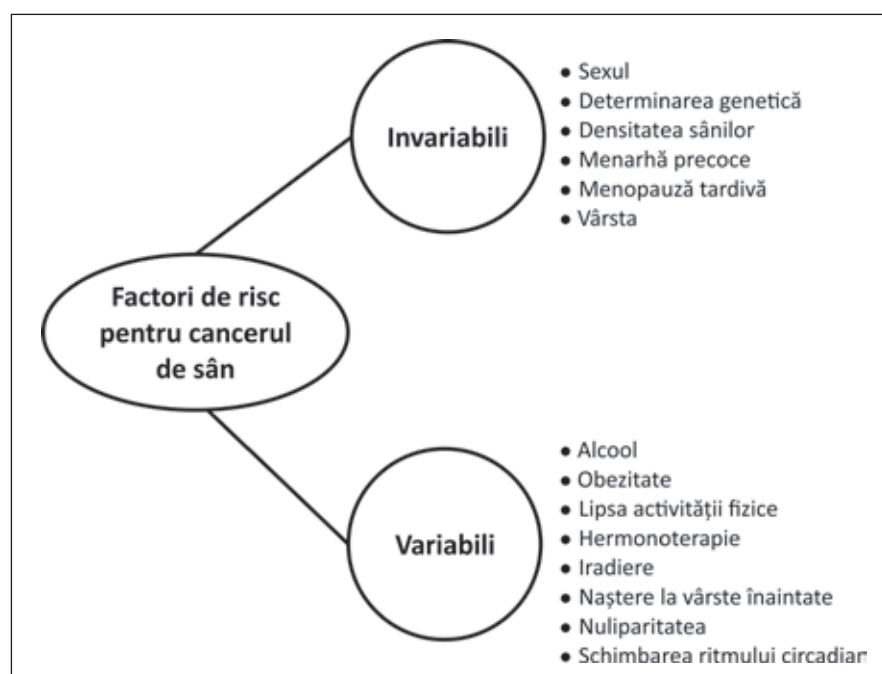 Invariabili
● Sexul
● Determinarea genetică
● Densitatea sânilor
● Menarhă precoce
● Menopauză tardivă
● Vârsta
Factori de risc
pentru cancerul
de sân
Variabili
● Alcool
● Obezitate
● Lipsa activității fizice
● Hermonoterapie
● Iradiere
● Naștere la vârste înaintate
● Nuliparitatea
● Schimbarea ritmului circadian